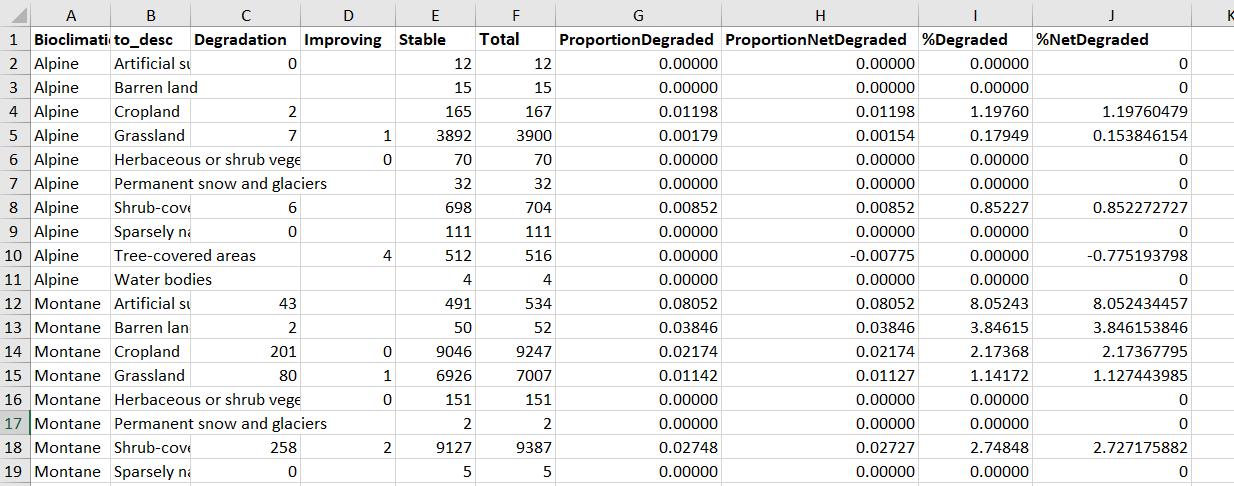 A B C D E F G H I J K
1 Bioclimati to_desc Degradation Improving Stable Total ProportionDegraded ProportionNetDegraded %Degraded %NetDegraded
2 Alpine Artificial su 0 12 12 0.00000 0.00000 0.00000 0
3 Alpine Barren land 15 15 0.00000 0.00000 0.00000 0
4 Alpine Cropland 2 165 167 0.01198 0.01198 1.19760 1.19760479
5 Alpine Grassland 7 1 3892 3900 0.00179 0.00154 0.17949 0.153846154
6 Alpine Herbaceous or shrub vege 0 70 70 0.00000 0.00000 0.00000 0
7 Alpine Permanent snow and glaciers 32 32 0.00000 0.00000 0.00000 0
8 Alpine Shrub-cove 6 698 704 0.00852 0.00852 0.85227 0.852272727
9 Alpine Sparsely na 0 111 111 0.00000 0.00000 0.00000 0
10 Alpine Tree-covered areas 4 512 516 0.00000 -0.00775 0.00000 -0.775193798
11 Alpine Water bodies 4 4 0.00000 0.00000 0.00000 0
12 Montane Artificial su 43 491 534 0.08052 0.08052 8.05243 8.052434457
13 Montane Barren lan 2 50 52 0.03846 0.03846 3.84615 3.846153846
14 Montane Cropland 201 0 9046 9247 0.02174 0.02174 2.17368 2.17367795
15 Montane Grassland 80 1 6926 7007 0.01142 0.01127 1.14172 1.127443985
16 Montane Herbaceous or shrub vege 0 151 151 0.00000 0.00000 0.00000 0
17 Montane Permanent snow and glaciers 2 2 0.00000 0.00000 0.00000 0
18 Montane Shrub-cove 258 2 9127 9387 0.02748 0.02727 2.74848 2.727175882
19 Montane Sparsely na 0 5 5 0.00000 0.00000 0.00000 0